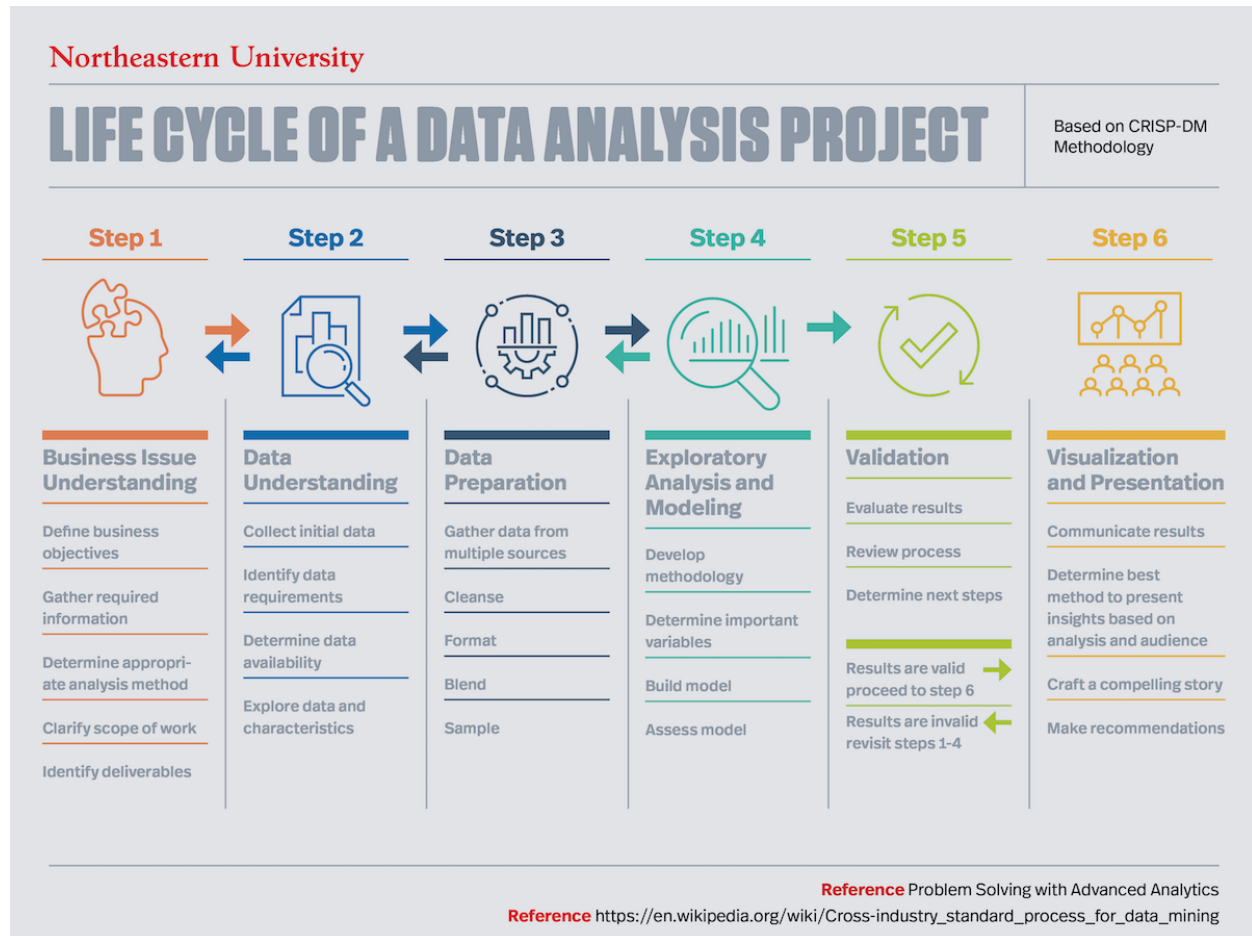 Northeastern University
LIFE CYCLE OF A DATA ANALYSIS PROJECT
Based on CRISP-DM
Methodology
Step 1
Step 2
Step 3
Step 4
Step 5
Step 6
Business Issue
Understanding
Define business
objectives
Gather required
information
Determine appropri-
ate analysis method
Clarify scope of work
Identify deliverables
Data
Understanding
Collect initial data
Identify data
requirements
Determine data
availability
Explore data and
characteristics
Data
Preparation
Gather data from
multiple sources
Cleanse
Format
Blend
Sample
Exploratory
Analysis and
Modeling
Develop
methodology
Determine important
variables
Build model
Assess model
Validation
Evaluate results
Review process
Determine next steps
Results are valid
proceed to step 6
Results are invalid
revisit steps 1-4
Visualization
and Presentation
Communicate results
Determine best
method to present
insights based on
analysis and audience
Craft a compelling story
Make recommendations
Reference Problem Solving with Advanced Analytics
Reference https://en.wikipedia.org/wiki/Cross-industry_standard_process_for_data_mining